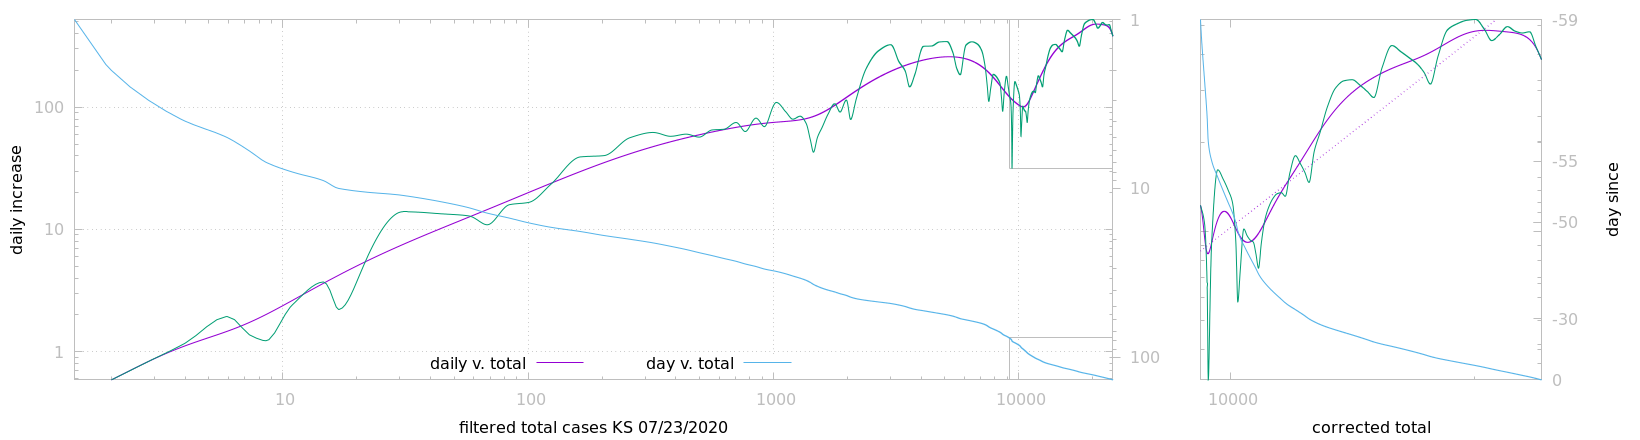 daily increase
100
10
1
daily v. total
day v. total
10
100
1000
10000
filtered total cases KS 07/23/2020
1
10
100
10000
corrected total
-59
-55
-50
-30
0
day since